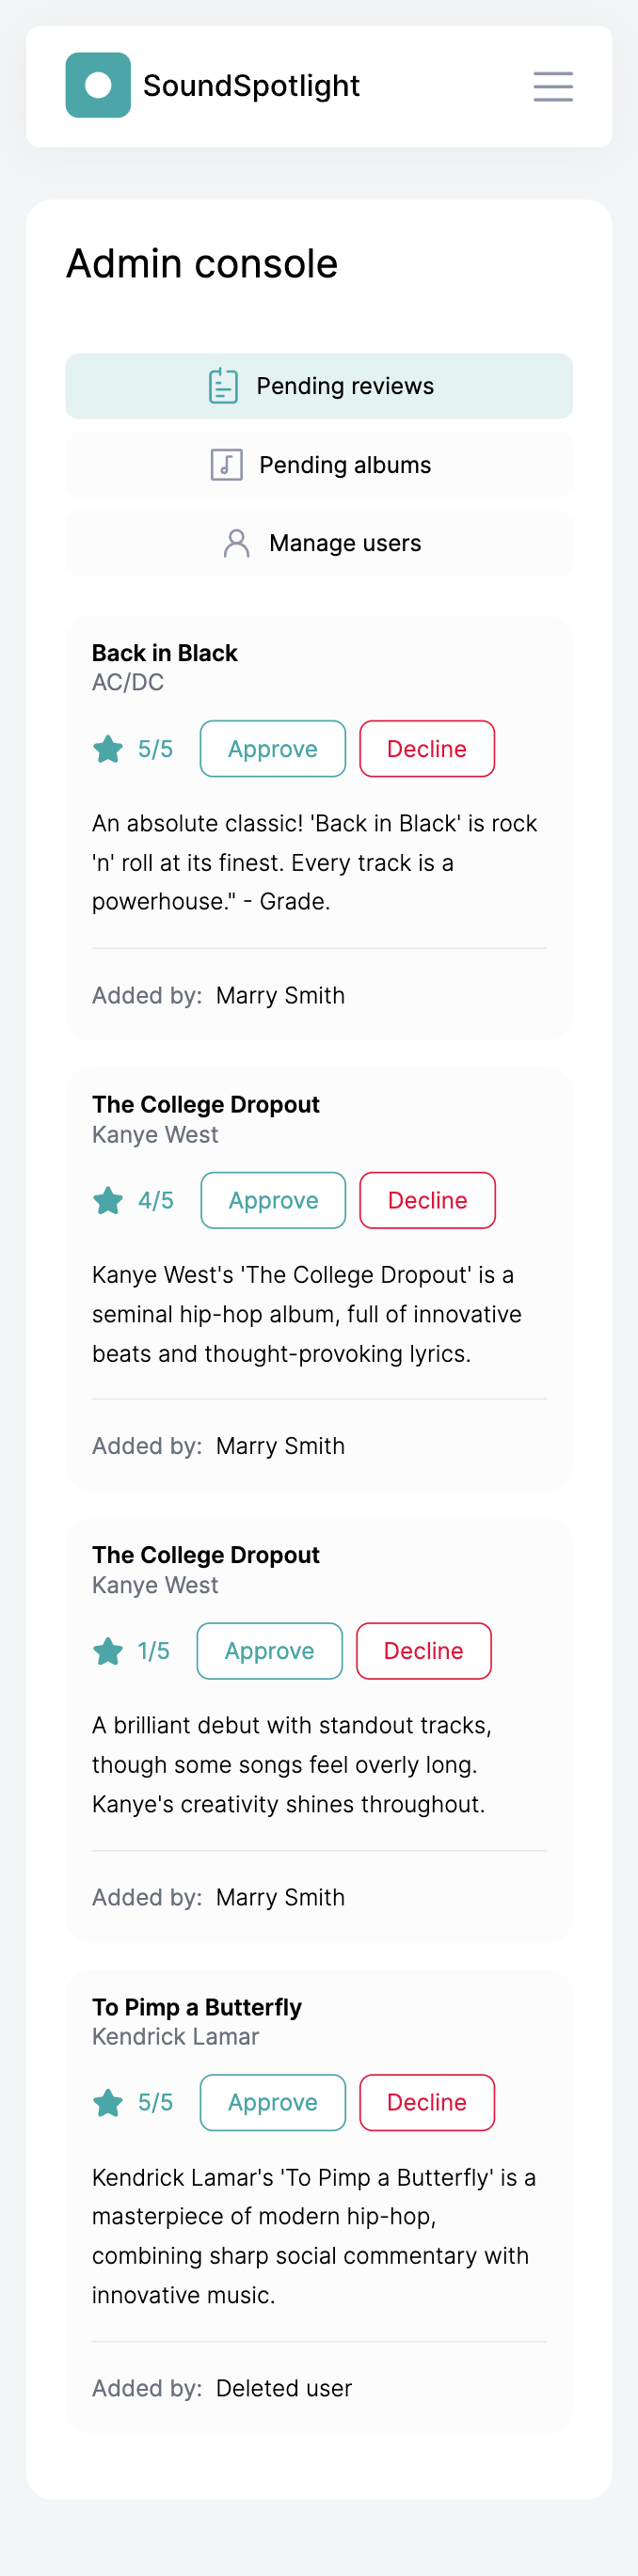 SoundSpotlight
Admin console
Pending reviews
Pending albums
Manage users
Back in Black
AC/DC
5/5 Approve Decline
An absolute classic! 'Back in Black' is rock
'n' roll at its finest. Every track is a
powerhouse." - Grade.
Added by: Marry Smith
The College Dropout
Kanye West
4/5 Approve Decline
Kanye West's 'The College Dropout' is a
seminal hip-hop album, full of innovative
beats and thought-provoking lyrics.
Added by: Marry Smith
The College Dropout
Kanye West
1/5 Approve Decline
A brilliant debut with standout tracks,
though some songs feel overly long.
Kanye's creativity shines throughout.
Added by: Marry Smith
To Pimp a Butterfly
Kendrick Lamar
5/5 Approve Decline
Kendrick Lamar's 'To Pimp a Butterfly' is a
masterpiece of modern hip-hop,
combining sharp social commentary with
innovative music.
Added by: Deleted user